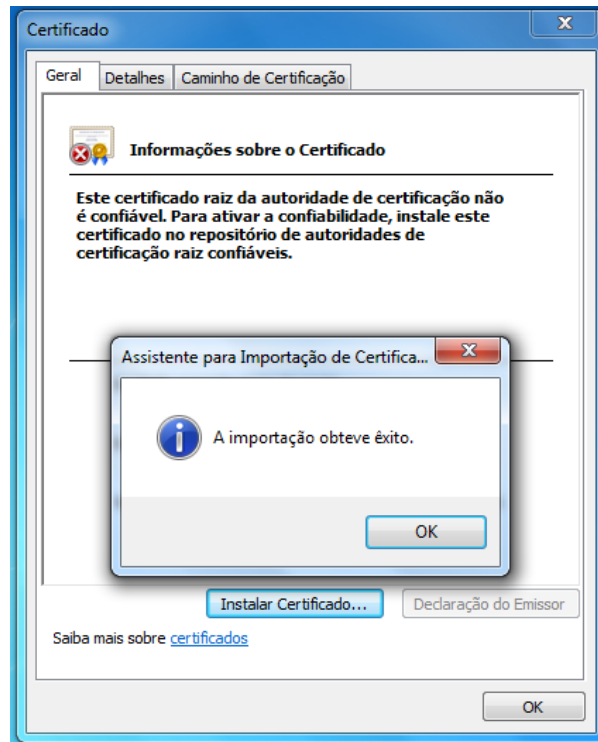 Certificado
Geral Detalhes Caminho de Certificação
Informações sobre o Certificado
Este certificado raiz da autoridade de certificação não
é confiável. Para ativar a confiabilidade, instale este
certificado no repositório de autoridades de
certificação raiz confiáveis.
Assistente para Importação de Certifica...
A importação obteve êxito.
OK
Instalar Certificado... Declaração do Emissor
Saiba mais sobre certificados
OK